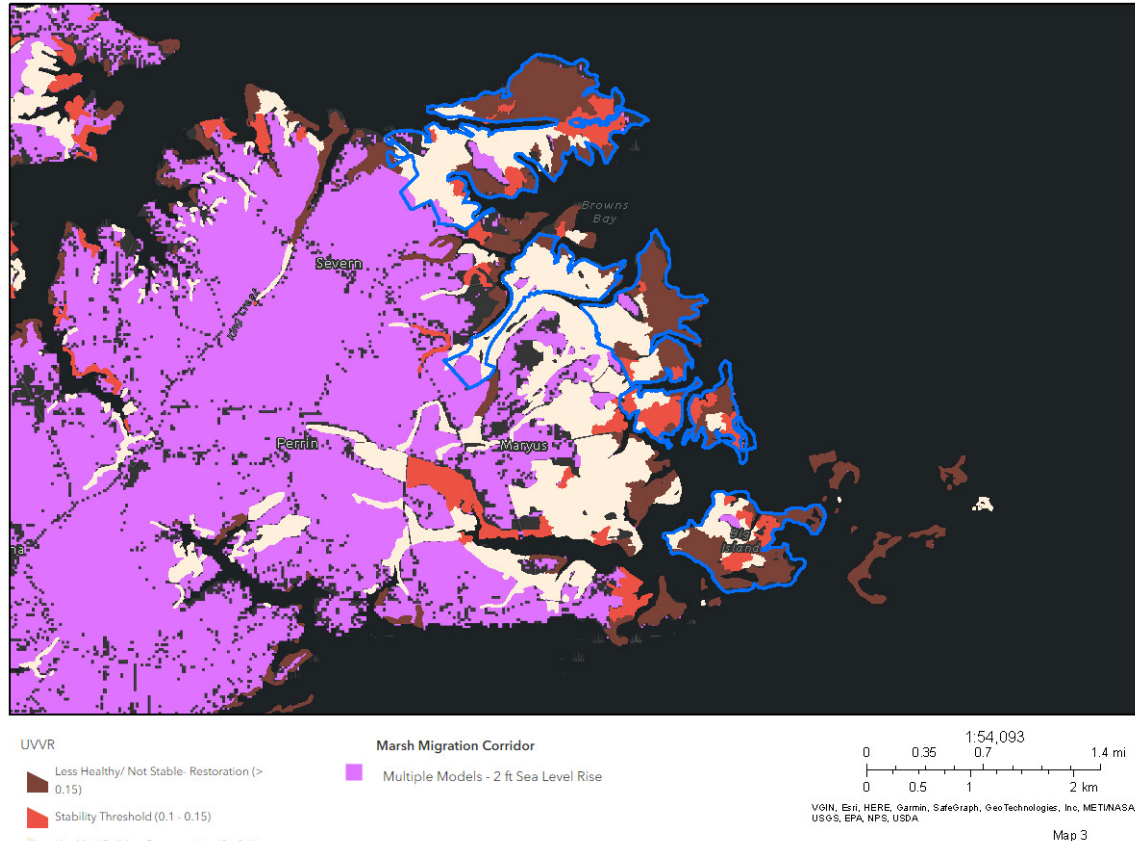 Browns
Bay
Severn
Perrin
Maryus
Big
Island
na
UVVR
Less Healthy/ Not Stable- Restoration (>
0.15)
Stability Threshold (0.1 - 0.15)
Marsh Migration Corridor
Multiple Models - 2 ft Sea Level Rise
1:54,093
0 0.35 0.7 1.4 mi
0 0.5 1 2 km
VGIN, Esri, HERE, Garmin, SafeGraph, GeoTechnologies, Inc, METI/NASA,
USGS, EPA, NPS, USDA
Map 3